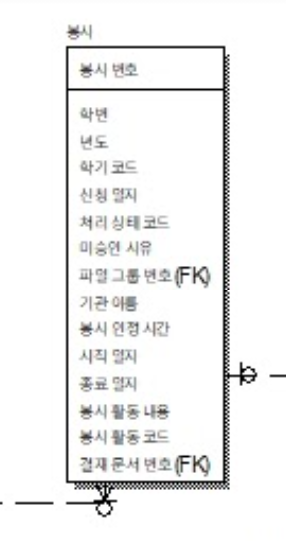 봉사
봉사 번호
학번
년도
학기 코드
신청 일자
처리 상태 코드
미승인 사유
파일 그룹 번호(FK)
기관 이름
봉사 인정 시간
시작 일자
종료 일자
봉사 활동 내용
봉사 활동 코드
결재 문서 번호(FK)